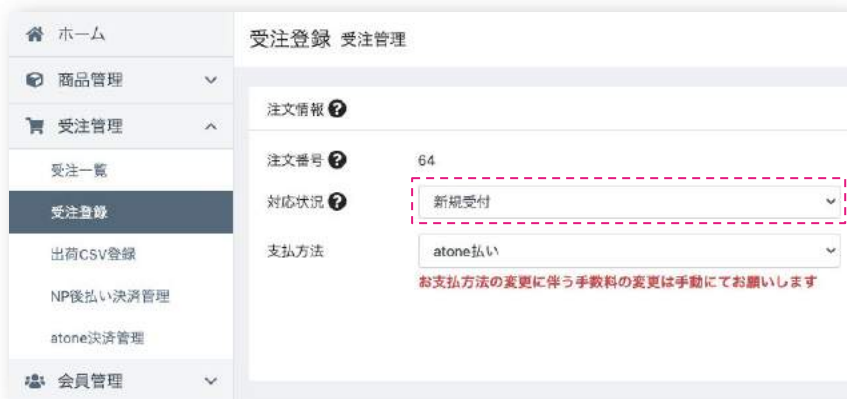 ホーム
商品管理
受注管理
受注一覧
受注登録
出荷CSV登録
NP後払い決済管理
atone決済管理
会員管理
受注登録 受注管理
注文情報
注文番号 64
対応状況 新規受付
支払方法 atone払い
お支払方法の変更に伴う手数料の変更は手動にてお願いします